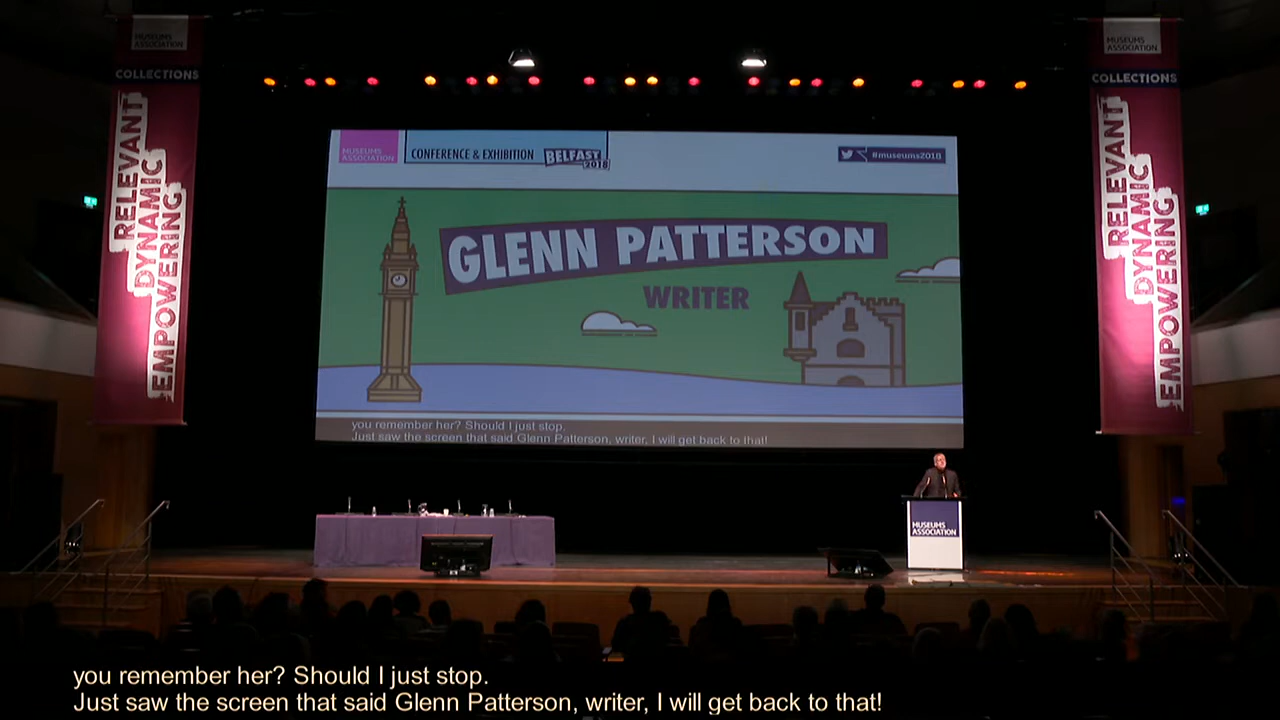 MUSEUMS
ASSOCIATION
COLLECTIONS
RELEVANT
DYNAMIC
EMPOWERING
MUSEUMS
ASSOCIATION
CONFERENCE & EXHIBITION BELFAST
2018
#museums2018
GLENN PATTERSON
WRITER
you remember her? Should I just stop.
Just saw the screen that said Glenn Patterson, writer, I will get back to that!
MUSEUMS
ASSOCIATION
COLLECTIONS
RELEVANT
DYNAMIC
EMPOWERING
MUSEUMS
ASSOCIATION
you remember her? Should I just stop.
Just saw the screen that said Glenn Patterson, writer, I will get back to that!